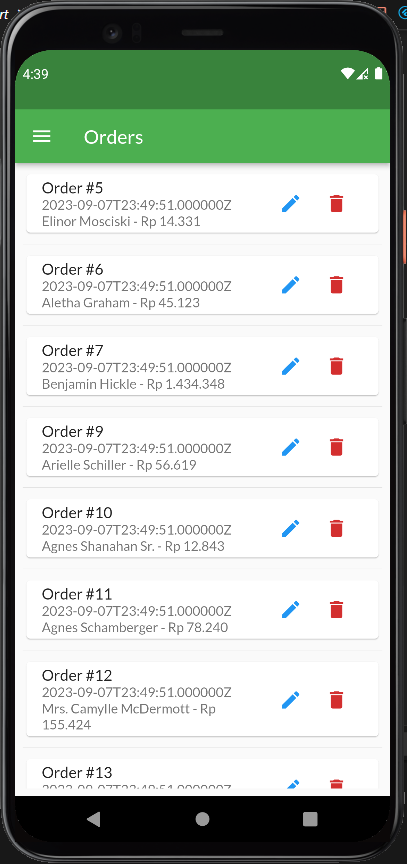 rt
4:39
Orders
Order #5
2023-09-07T23:49:51.000000Z
Elinor Mosciski - Rp 14.331
Order #6
2023-09-07T23:49:51.000000Z
Aletha Graham - Rp 45.123
Order #7
2023-09-07T23:49:51.000000Z
Benjamin Hickle - Rp 1.434.348
Order #9
2023-09-07T23:49:51.000000Z
Arielle Schiller - Rp 56.619
Order #10
2023-09-07T23:49:51.000000Z
Agnes Shanahan Sr. - Rp 12.843
Order #11
2023-09-07T23:49:51.000000Z
Agnes Schamberger - Rp 78.240
Order #12
2023-09-07T23:49:51.000000Z
Mrs. Camylle McDermott - Rp
155.424
Order #13